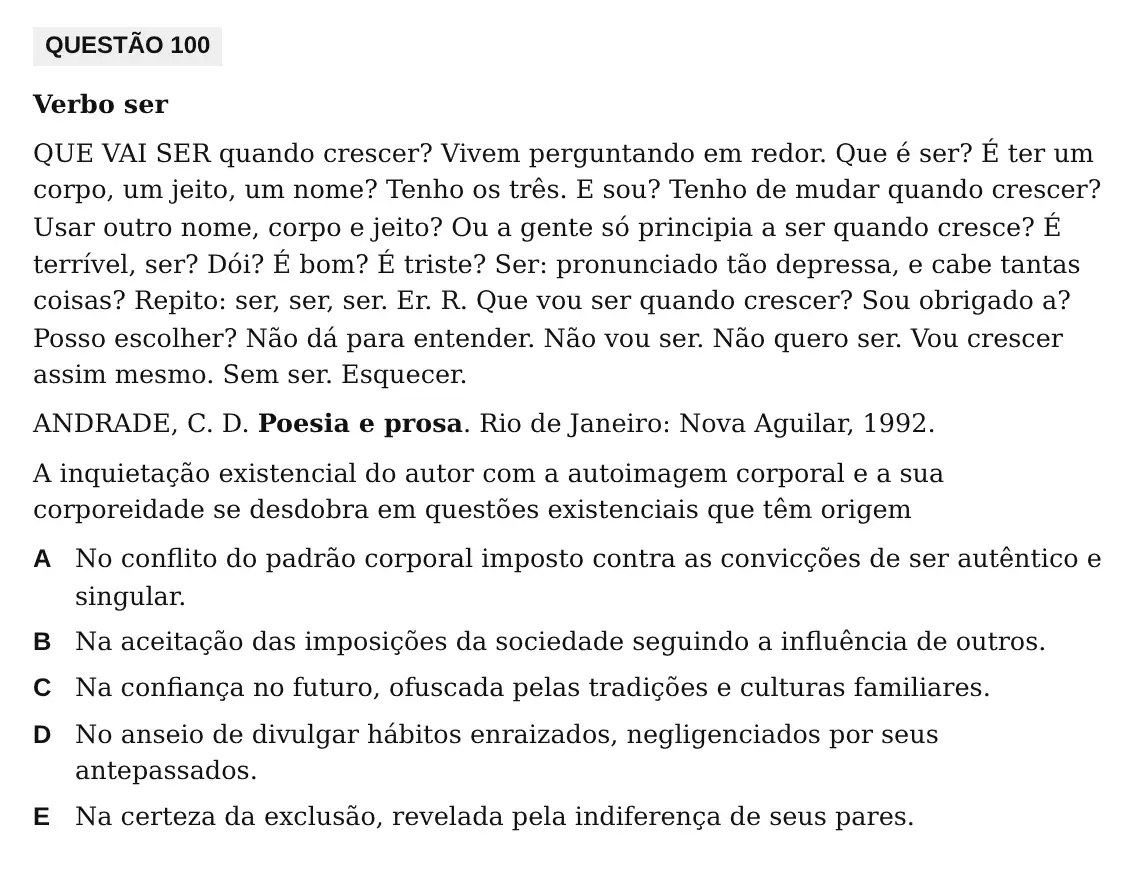 QUESTÃO 100
Verbo ser
QUE VAI SER quando crescer? Vivem perguntando em redor. Que é ser? É ter um
corpo, um jeito, um nome? Tenho os três. E sou? Tenho de mudar quando crescer?
Usar outro nome, corpo e jeito? Ou a gente só principia a ser quando cresce? É
terrível, ser? Dói? É bom? É triste? Ser: pronunciado tão depressa, e cabe tantas
coisas? Repito: ser, ser, ser. Er. R. Que vou ser quando crescer? Sou obrigado a?
Posso escolher? Não dá para entender. Não vou ser. Não quero ser. Vou crescer
assim mesmo. Sem ser. Esquecer.
ANDRADE, C. D. Poesia e prosa. Rio de Janeiro: Nova Aguilar, 1992.
A inquietação existencial do autor com a autoimagem corporal e a sua
corporeidade se desdobra em questões existenciais que têm origem
A No conflito do padrão corporal imposto contra as convicções de ser autêntico e
singular.
B Na aceitação das imposições da sociedade seguindo a influência de outros.
C Na confiança no futuro, ofuscada pelas tradições e culturas familiares.
D No anseio de divulgar hábitos enraizados, negligenciados por seus
antepassados.
E Na certeza da exclusão, revelada pela indiferença de seus pares.